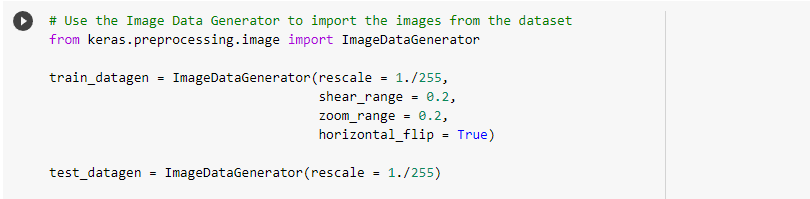 # Use the Image Data Generator to import the images from the dataset
from keras.preprocessing.image import ImageDataGenerator
train_datagen = ImageDataGenerator(rescale = 1./255,
shear_range = 0.2,
zoom_range = 0.2,
horizontal_flip = True)
test_datagen = ImageDataGenerator(rescale = 1./255)